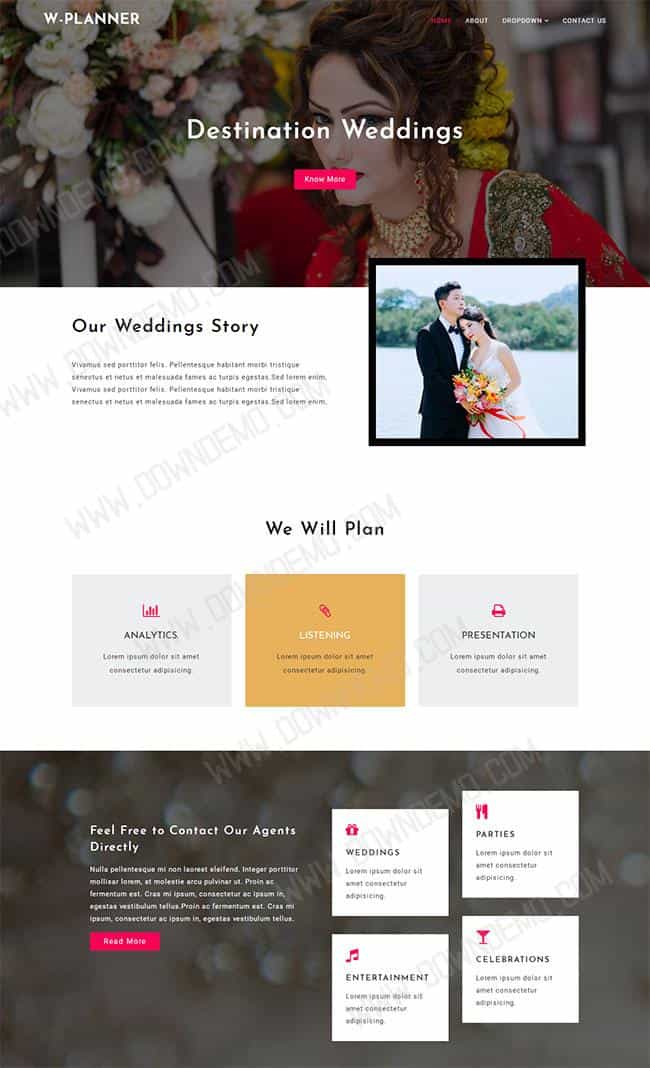 W-PLANNER
HOME ABOUT DROPDOWN CONTACT US
Destination Weddings
Know More
Our Weddings Story
Vivamus sed porttitor felis. Pellentesque habitant morbi tristique
senectus et netus et malesuada fames ac turpis egestas.Sed lorem enim,
Vivamus sed porttitor felis. Pellentesque habitant morbi tristique
senectus et netus et malesuada fames ac turpis egestas.Sed lorem enim,
We Will Plan
ANALYTICS
Lorem ipsum dolor sit amet
consectetur adipisicing.
LISTENING
Lorem ipsum dolor sit amet
consectetur adipisicing.
PRESENTATION
Lorem ipsum dolor sit amet
consectetur adipisicing.
Feel Free to Contact Our Agents
Directly
Nulla pellentesque mi non laoreet eleifend. Integer porttitor
mollisar lorem, at molestie arcu pulvinar ut. Proin ac
fermentum est. Cras mi ipsum, consectetur ac ipsum in,
egestas vestibulum tellus.Proin ac fermentum est. Cras mi
ipsum, consectetur ac ipsum in, egestas vestibulum tellus.
Read More
WEDDINGS
Lorem ipsum dolor sit
amet consectetur
adipisicing.
PARTIES
Lorem ipsum dolor sit
amet consectetur
adipisicing.
ENTERTAINMENT
Lorem ipsum dolor sit
amet consectetur
adipisicing.
CELEBRATIONS
Lorem ipsum dolor sit
amet consectetur
adipisicing.
WWW.DOWNDEMO.COM